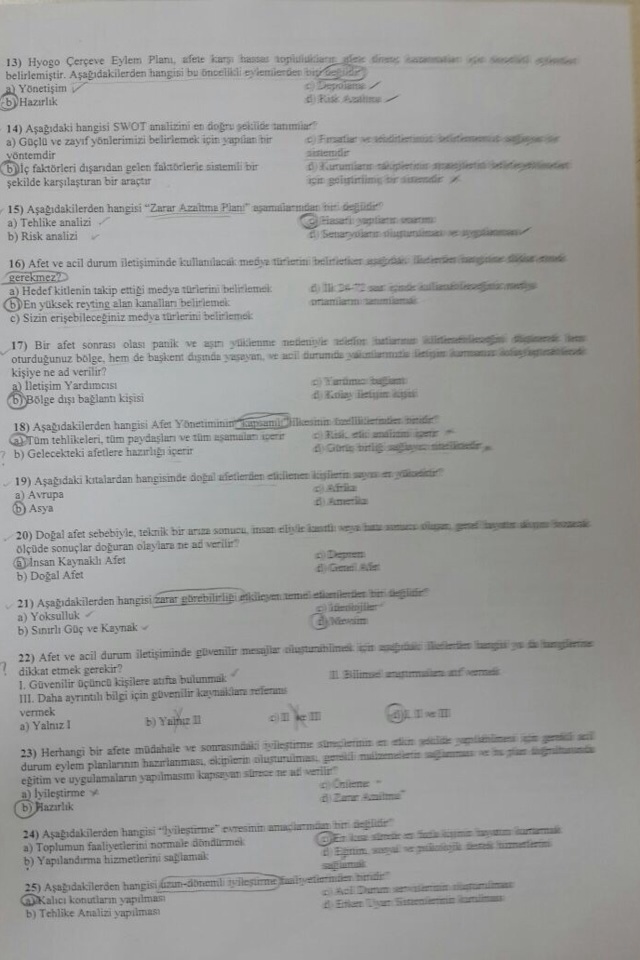 13) Hyogo Çerçeve Eylem Planı, afete karşı hassas toplulukların afete
belirlemiştir. Aşağıdakilerden hangisi bu öncelikli eylemlerden biri değildir?
a) Yönetişim
c) Depolama
b) Hazırlık
d) Risk Azaltma
14) Aşağıdaki hangisi SWOT analizini en doğru şekilde tanımlar?
a) Güçlü ve zayıf yönlerimizi belirlemek için yapılan bir
c) Fırsatlar ve
yöntemdir
sistemdir
b) İç faktörleri dışarıdan gelen faktörlerle sistemli bir
d) Kurumların
şekilde karşılaştıran bir araçtır
için geliştirilmiş bir sistemdir
15) Aşağıdakilerden hangisi "Zarar Azaltma Planı" aşamalarından biri değildir?
a) Tehlike analizi
c) Hasarlı yapıların onarımı
b) Risk analizi
d) Senaryoların oluşturulması ve uygulanması
16) Afet ve acil durum iletişiminde kullanılacak medya türlerini belirlerken aşağıdaki ilkelerden hangisine dikkat etmek
gerekmez?
a) Hedef kitlenin takip ettiği medya türlerini belirlemek
d) İlk 24-72 saat içinde
b) En yüksek reyting alan kanalları belirlemek
ortamların tanımlamak
c) Sizin erişebileceğiniz medya türlerini belirlemek
17) Bir afet sonrası olası panik ve aşırı yüklenme nedeniyle telefon hatlarının
oturduğunuz bölge, hem de başkent dışında yaşayan, ve acil durumda yakınlarınızla iletişim kurmanızı
kişiye ne ad verilir?
a) İletişim Yardımcısı
c) Yardımcı bağlantı
b) Bölge dışı bağlantı kişisi
d) Kolay iletişim kişisi
18) Aşağıdakilerden hangisi Afet Yönetiminin "kapsamlı" ilkesinin özelliklerinden biridir?
a) Tüm tehlikeleri, tüm paydaşları ve tüm aşamaları içerir
c) Risk, etki analizini içerir
? b) Gelecekteki afetlere hazırlığı içerir
d) Görüş birliği sağlayıcı niteliktedir
19) Aşağıdaki kıtalardan hangisinde doğal afetlerden etkilenen kişilerin sayısı en yüksektir?
a) Avrupa
c) Afrika
b) Asya
d) Amerika
20) Doğal afet sebebiyle, teknik bir arıza sonucu, insan eliyle kasıtlı veya hata sonucu oluşan, genel hayatın akışını bozacak
ölçüde sonuçlar doğuran olaylara ne ad verilir?
a) İnsan Kaynaklı Afet
c) Deprem
b) Doğal Afet
d) Genel Afet
21) Aşağıdakilerden hangisi zarar görebilirliği etkileyen temel etkenlerden biri değildir?
a) Yoksulluk
c) İdeolojiler
b) Sınırlı Güç ve Kaynak
d) Mevsim
? 22) Afet ve acil durum iletişiminde güvenilir mesajlar oluşturabilmek için aşağıdaki ilkelerden hangisi ya da hangilerine
dikkat etmek gerekir?
I. Güvenilir üçüncü kişilere atıfta bulunmak
II. Bilimsel araştırmalara atıf vermek
III. Daha ayrıntılı bilgi için güvenilir kaynaklara referans
vermek
a) Yalnız I
b) Yalnız II
c) II ve III
d) I, II ve III
23) Herhangi bir afete müdahale ve sonrasındaki iyileştirme süreçlerinin en etkin şekilde yapılabilmesi için gerekli acil
durum eylem planlarının hazırlanması, ekiplerin oluşturulması, gerekli malzemelerin sağlanması ve bu plan doğrultusunda
eğitim ve uygulamaların yapılmasını kapsayan sürece ne ad verilir?
a) İyileştirme
c) Önleme
b) Hazırlık
d) Zarar Azaltma
24) Aşağıdakilerden hangisi "İyileştirme" evresinin amaçlarından biri değildir?
a) Toplumun faaliyetlerini normale döndürmek
c) En kısa sürede en fazla kişinin hayatını kurtarmak
b) Yapılandırma hizmetlerini sağlamak
d) Eğitim, sosyal ve psikolojik destek hizmetlerini
sağlamak
25) Aşağıdakilerden hangisi uzun-dönemli iyileştirme faaliyetlerinden biridir?
a) Kalıcı konutların yapılması
c) Acil Durum servislerinin oluşturulması
b) Tehlike Analizi yapılması
d) Erken Uyarı Sistemlerinin kurulması